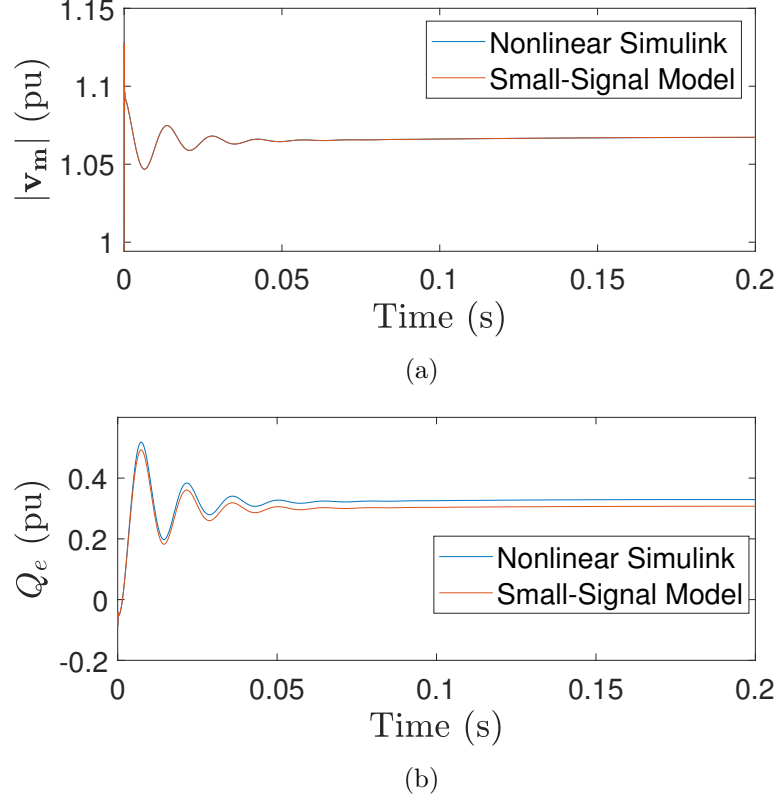 1.15
1.1
1.05
1
|v_m| (pu)
Nonlinear Simulink
Small-Signal Model
0 0.05 0.1 0.15 0.2
Time (s)
(a)
0.4
0.2
0
-0.2
Q_e (pu)
Nonlinear Simulink
Small-Signal Model
0 0.05 0.1 0.15 0.2
Time (s)
(b)